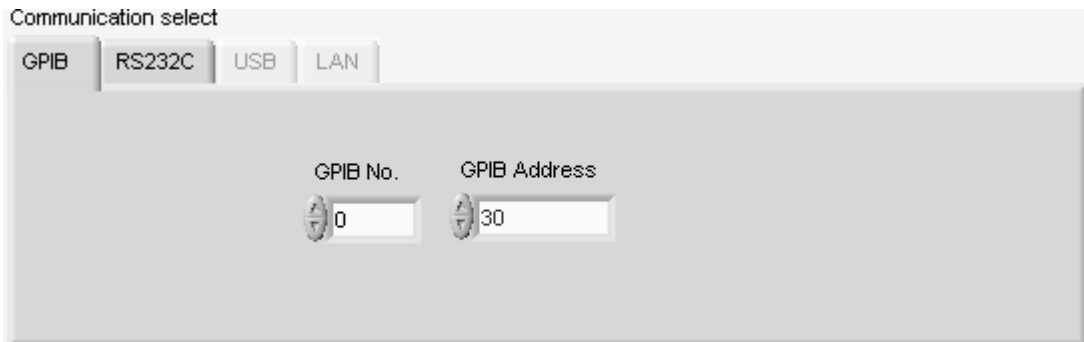 Communication select
GPIB RS232C USB LAN
GPIB No. GPIB Address
0 30